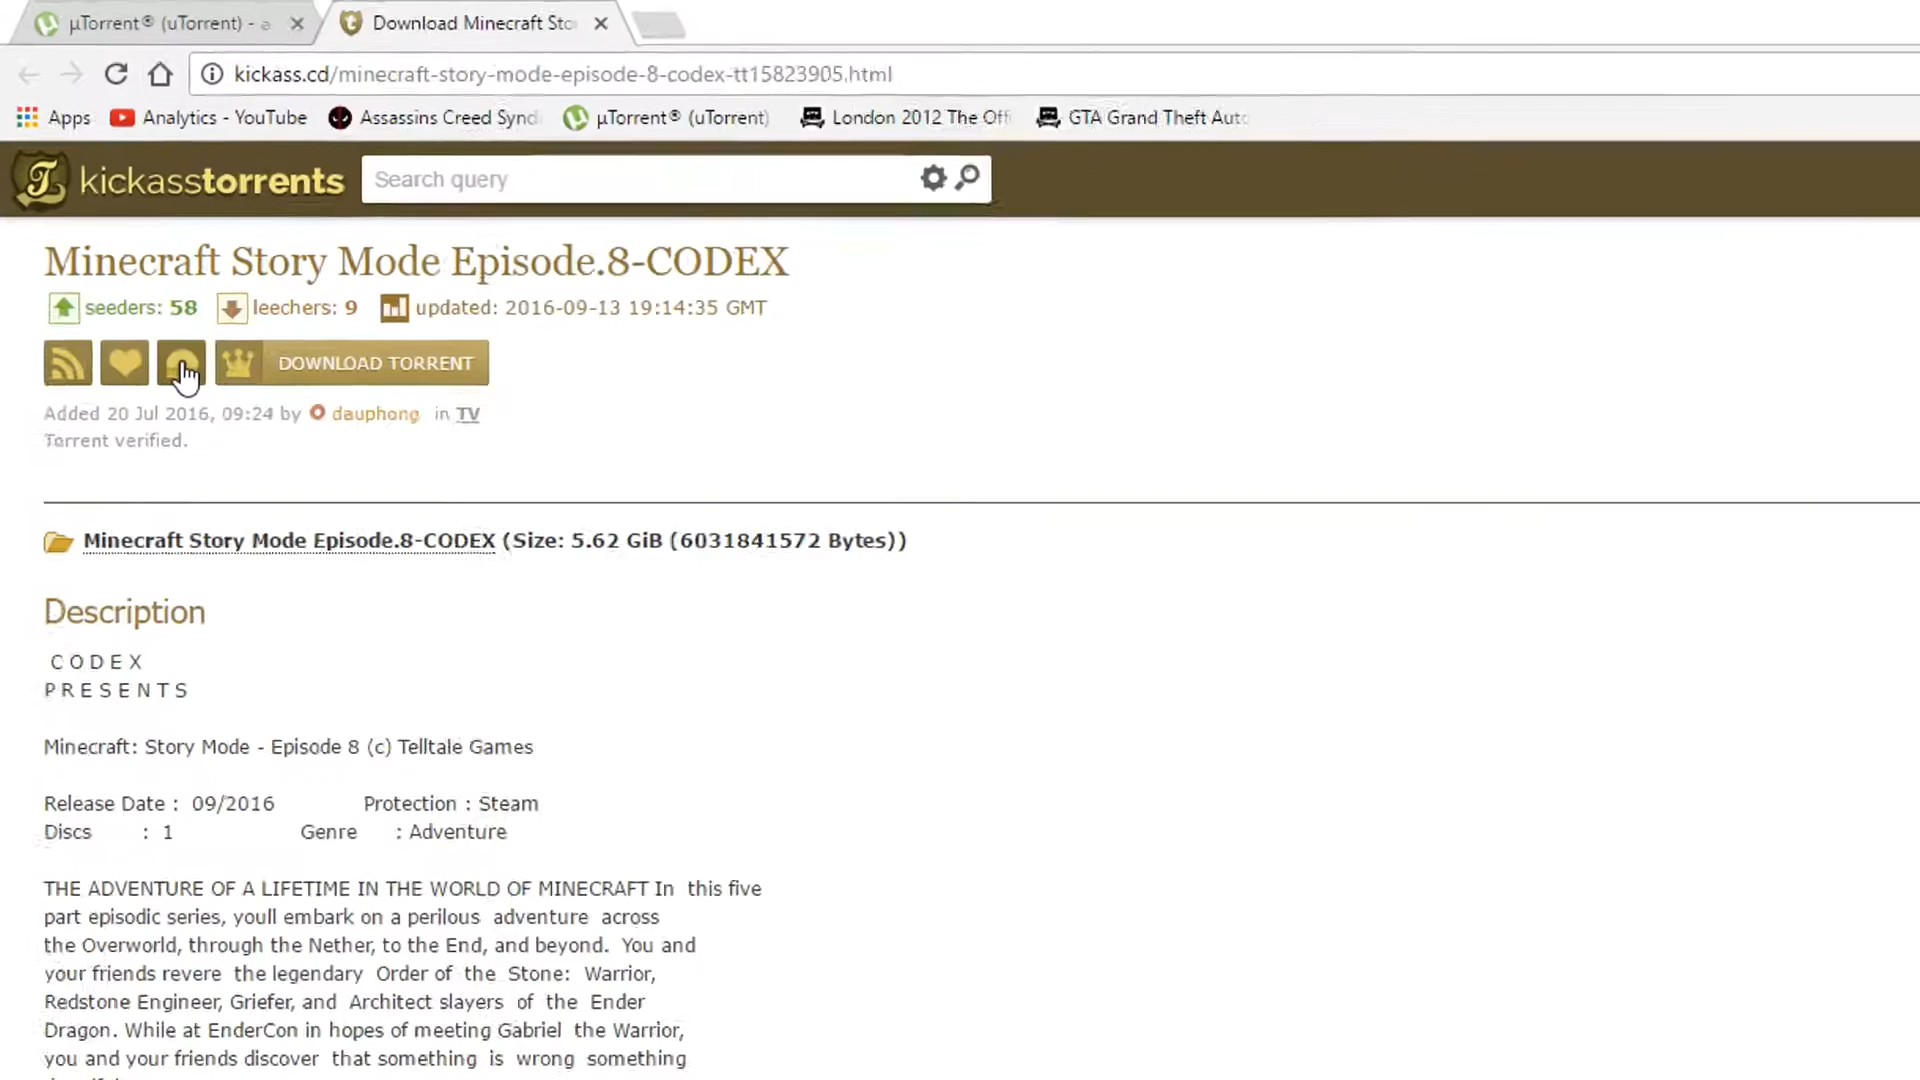 µTorrent® (uTorrent) - a
Download Minecraft Sto
kickass.cd/minecraft-story-mode-episode-8-codex-tt15823905.html
Apps Analytics - YouTube Assassins Creed Synd µTorrent® (uTorrent) London 2012 The Offi GTA Grand Theft Auto
kickasstorrents Search query
Minecraft Story Mode Episode.8-CODEX
seeders: 58 leechers: 9 updated: 2016-09-13 19:14:35 GMT
DOWNLOAD TORRENT
Added 20 Jul 2016, 09:24 by dauphong in TV
Torrent verified.
Minecraft Story Mode Episode.8-CODEX (Size: 5.62 GiB (6031841572 Bytes))
Description
C O D E X
P R E S E N T S
Minecraft: Story Mode - Episode 8 (c) Telltale Games
Release Date : 09/2016 Protection : Steam
Discs : 1 Genre : Adventure
THE ADVENTURE OF A LIFETIME IN THE WORLD OF MINECRAFT In this five
part episodic series, youll embark on a perilous adventure across
the Overworld, through the Nether, to the End, and beyond. You and
your friends revere the legendary Order of the Stone: Warrior,
Redstone Engineer, Griefer, and Architect slayers of the Ender
Dragon. While at EnderCon in hopes of meeting Gabriel the Warrior,
you and your friends discover that something is wrong something